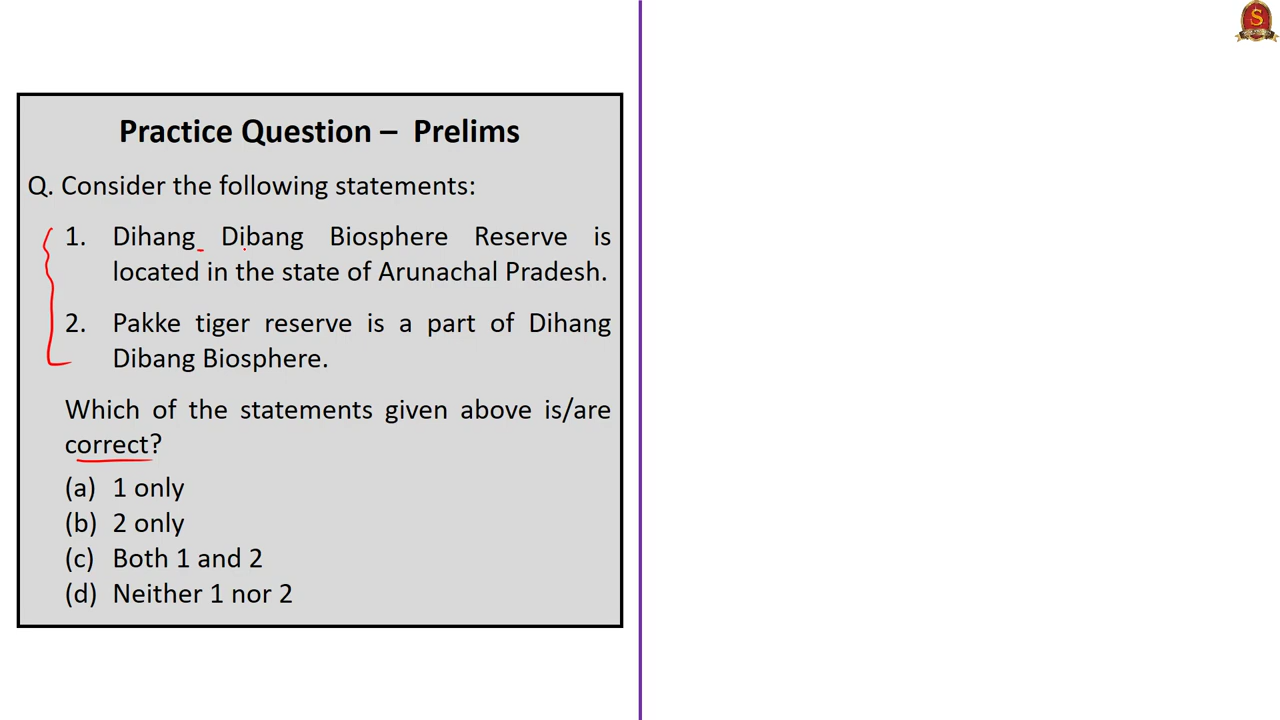 S
Practice Question – Prelims
Q. Consider the following statements:
1. Dihang Dibang Biosphere Reserve is
located in the state of Arunachal Pradesh.
2. Pakke tiger reserve is a part of Dihang
Dibang Biosphere.
Which of the statements given above is/are
correct?
(a) 1 only
(b) 2 only
(c) Both 1 and 2
(d) Neither 1 nor 2